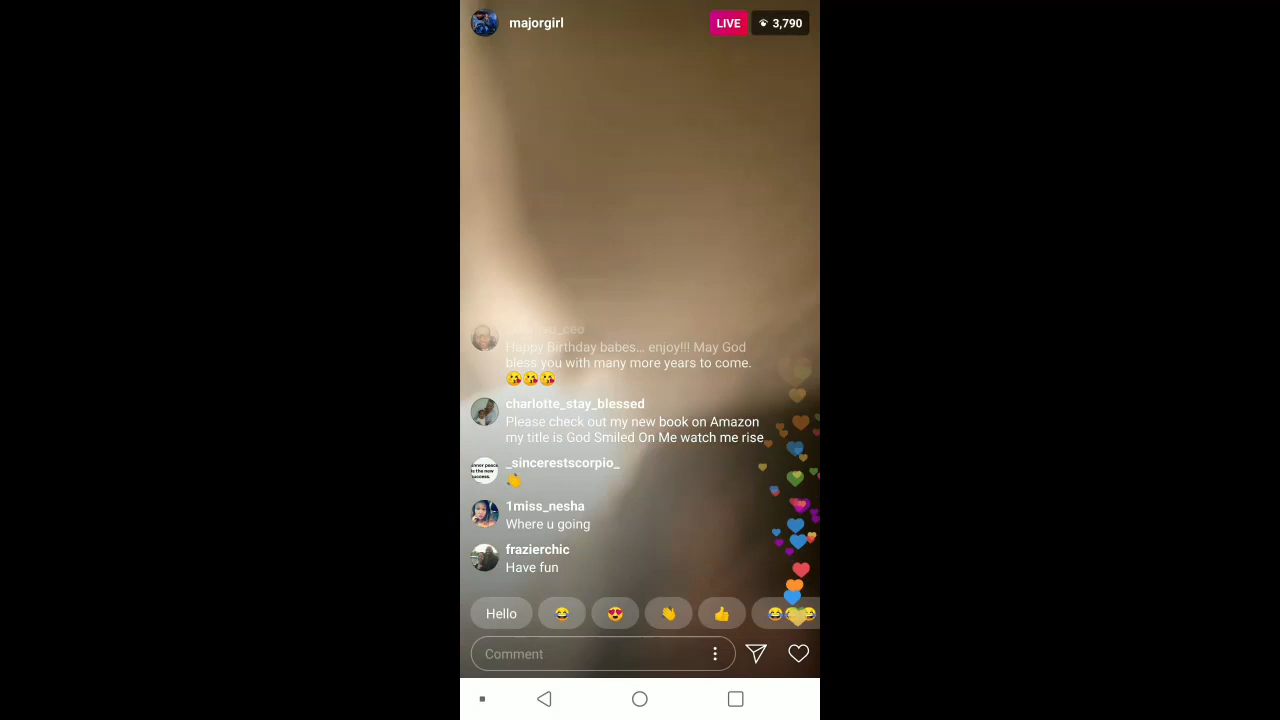 majorgirl
LIVE
3,790
Happy Birthday babes... enjoy!!! May God
bless you with many more years to come.
😘😘😘
charlotte_stay_blessed
Please check out my new book on Amazon
my title is God Smiled On Me watch me rise
_sincerestscorpio_
👏
1miss_nesha
Where u going
frazierchic
Have fun
Hello
Comment